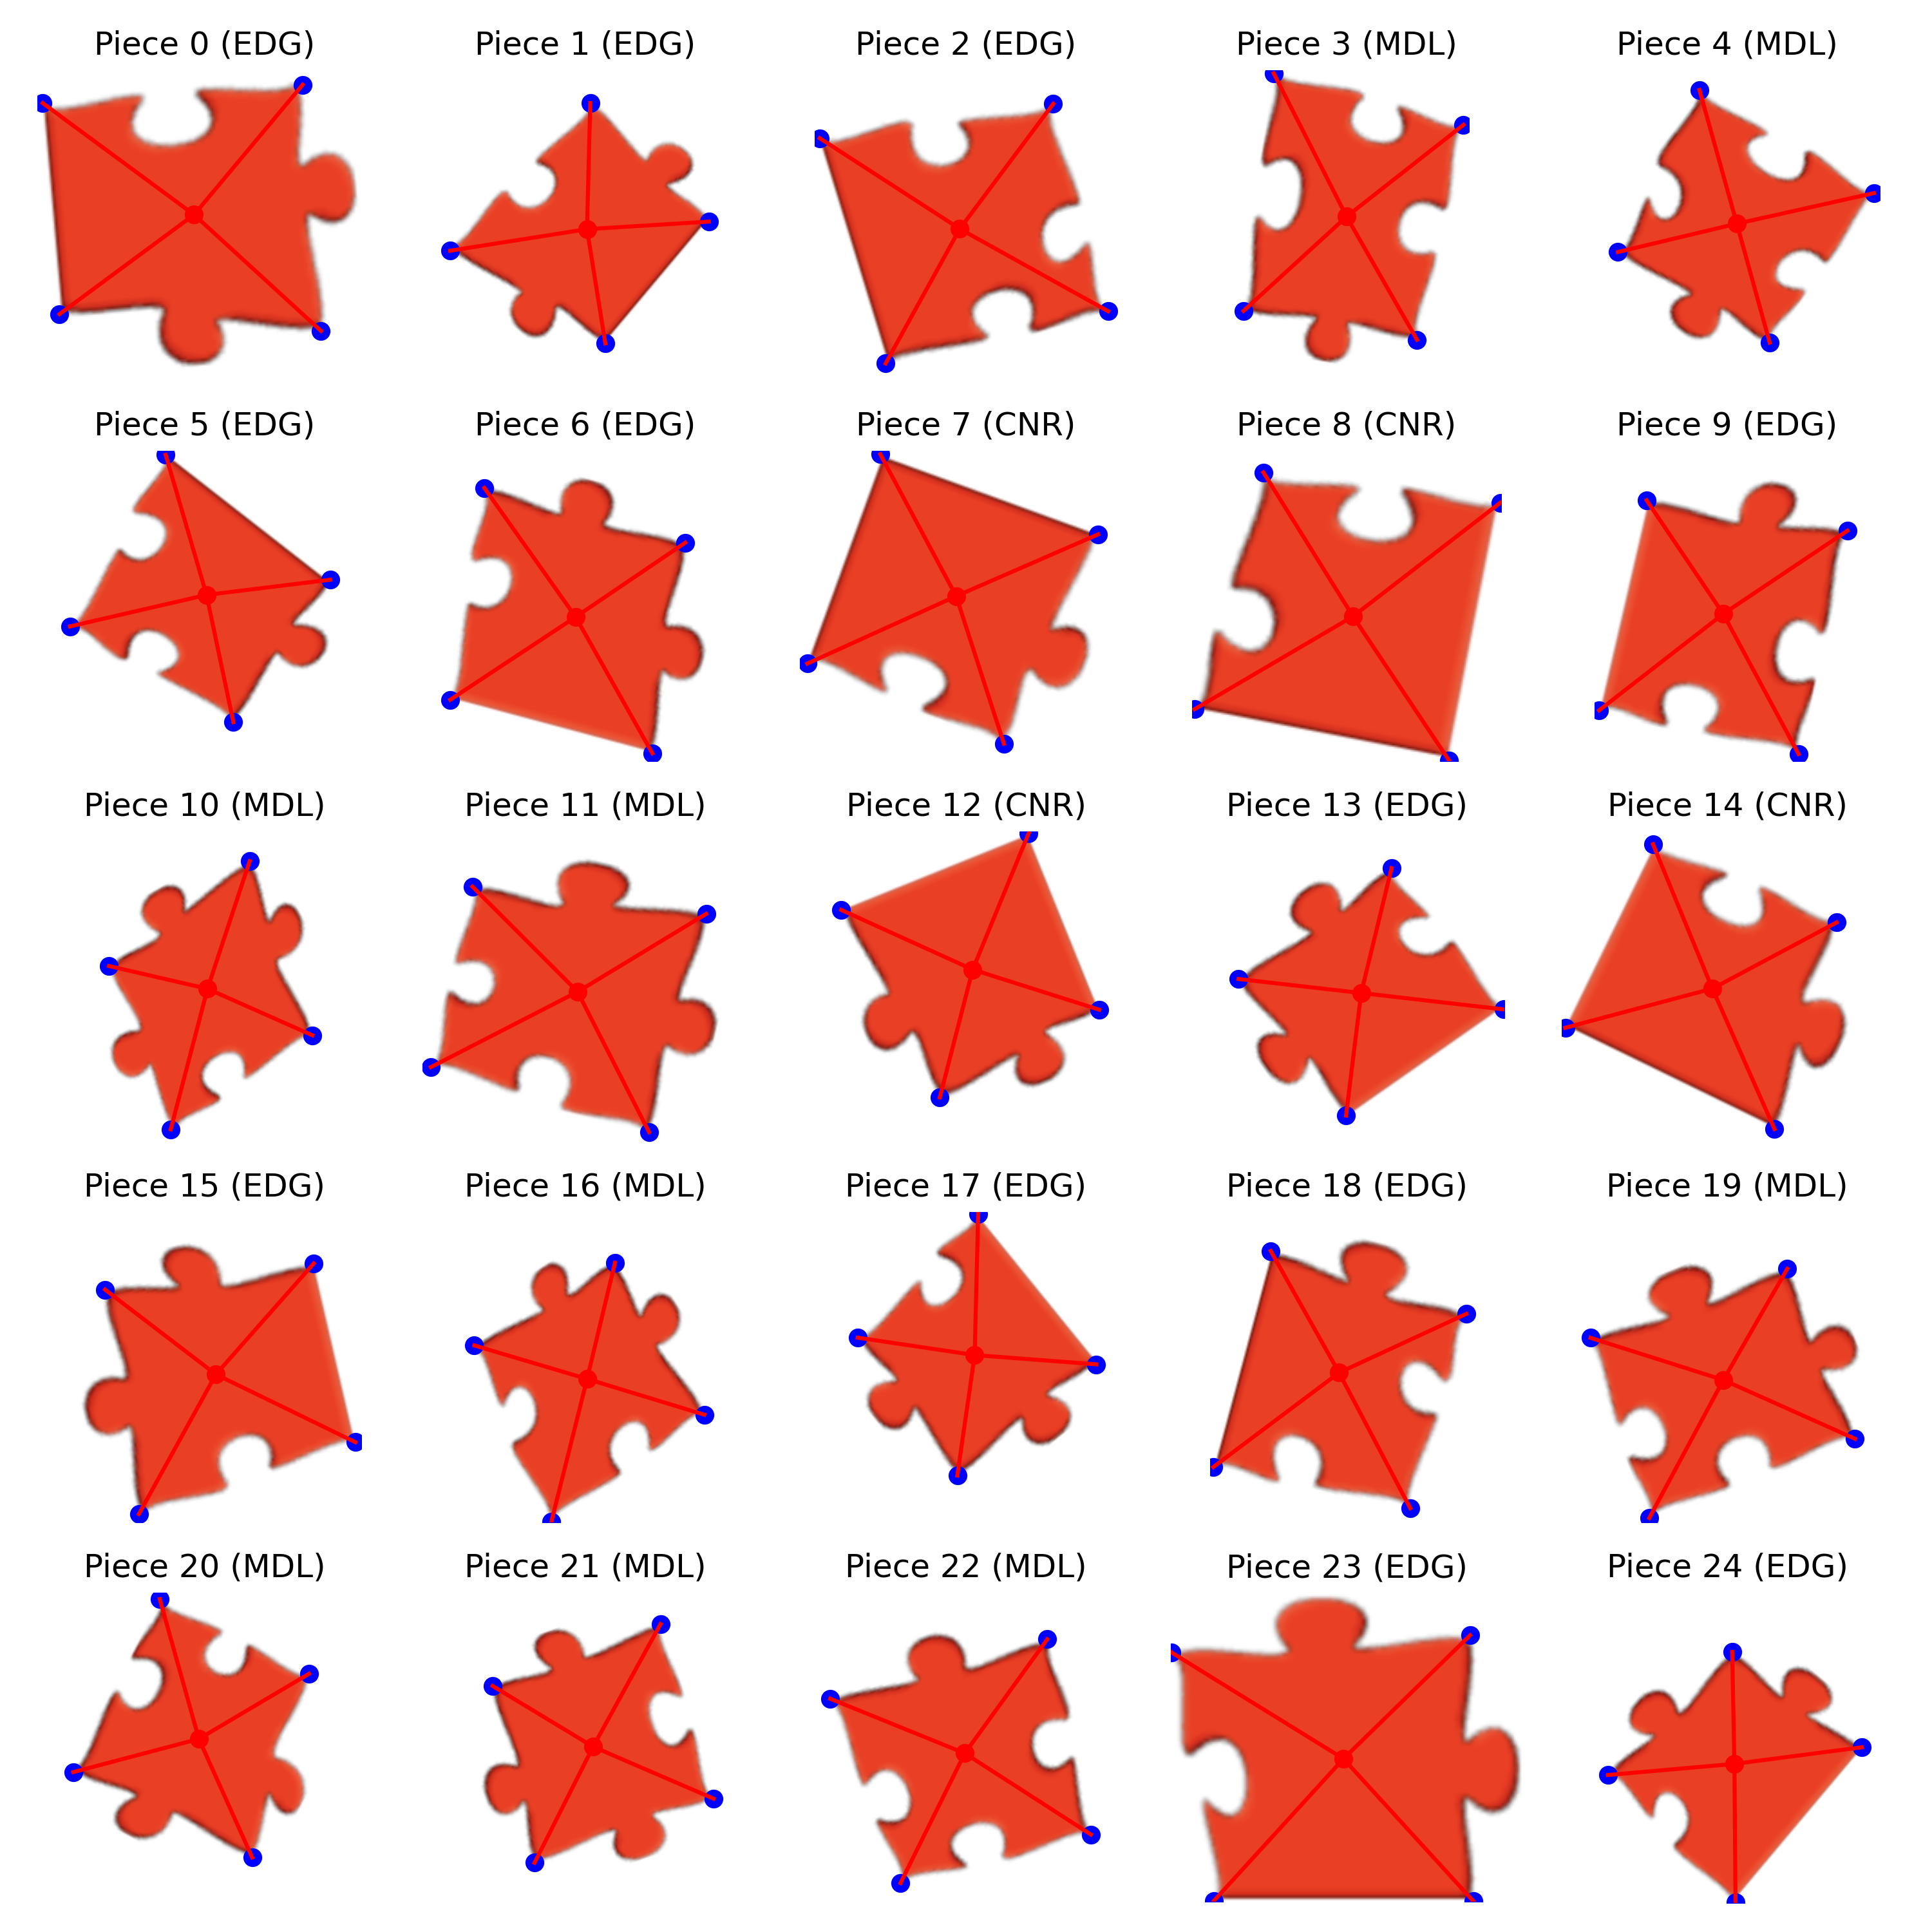 Piece 0 (EDG)
Piece 1 (EDG)
Piece 2 (EDG)
Piece 3 (MDL)
Piece 4 (MDL)
Piece 5 (EDG)
Piece 6 (EDG)
Piece 7 (CNR)
Piece 8 (CNR)
Piece 9 (EDG)
Piece 10 (MDL)
Piece 11 (MDL)
Piece 12 (CNR)
Piece 13 (EDG)
Piece 14 (CNR)
Piece 15 (EDG)
Piece 16 (MDL)
Piece 17 (EDG)
Piece 18 (EDG)
Piece 19 (MDL)
Piece 20 (MDL)
Piece 21 (MDL)
Piece 22 (MDL)
Piece 23 (EDG)
Piece 24 (EDG)